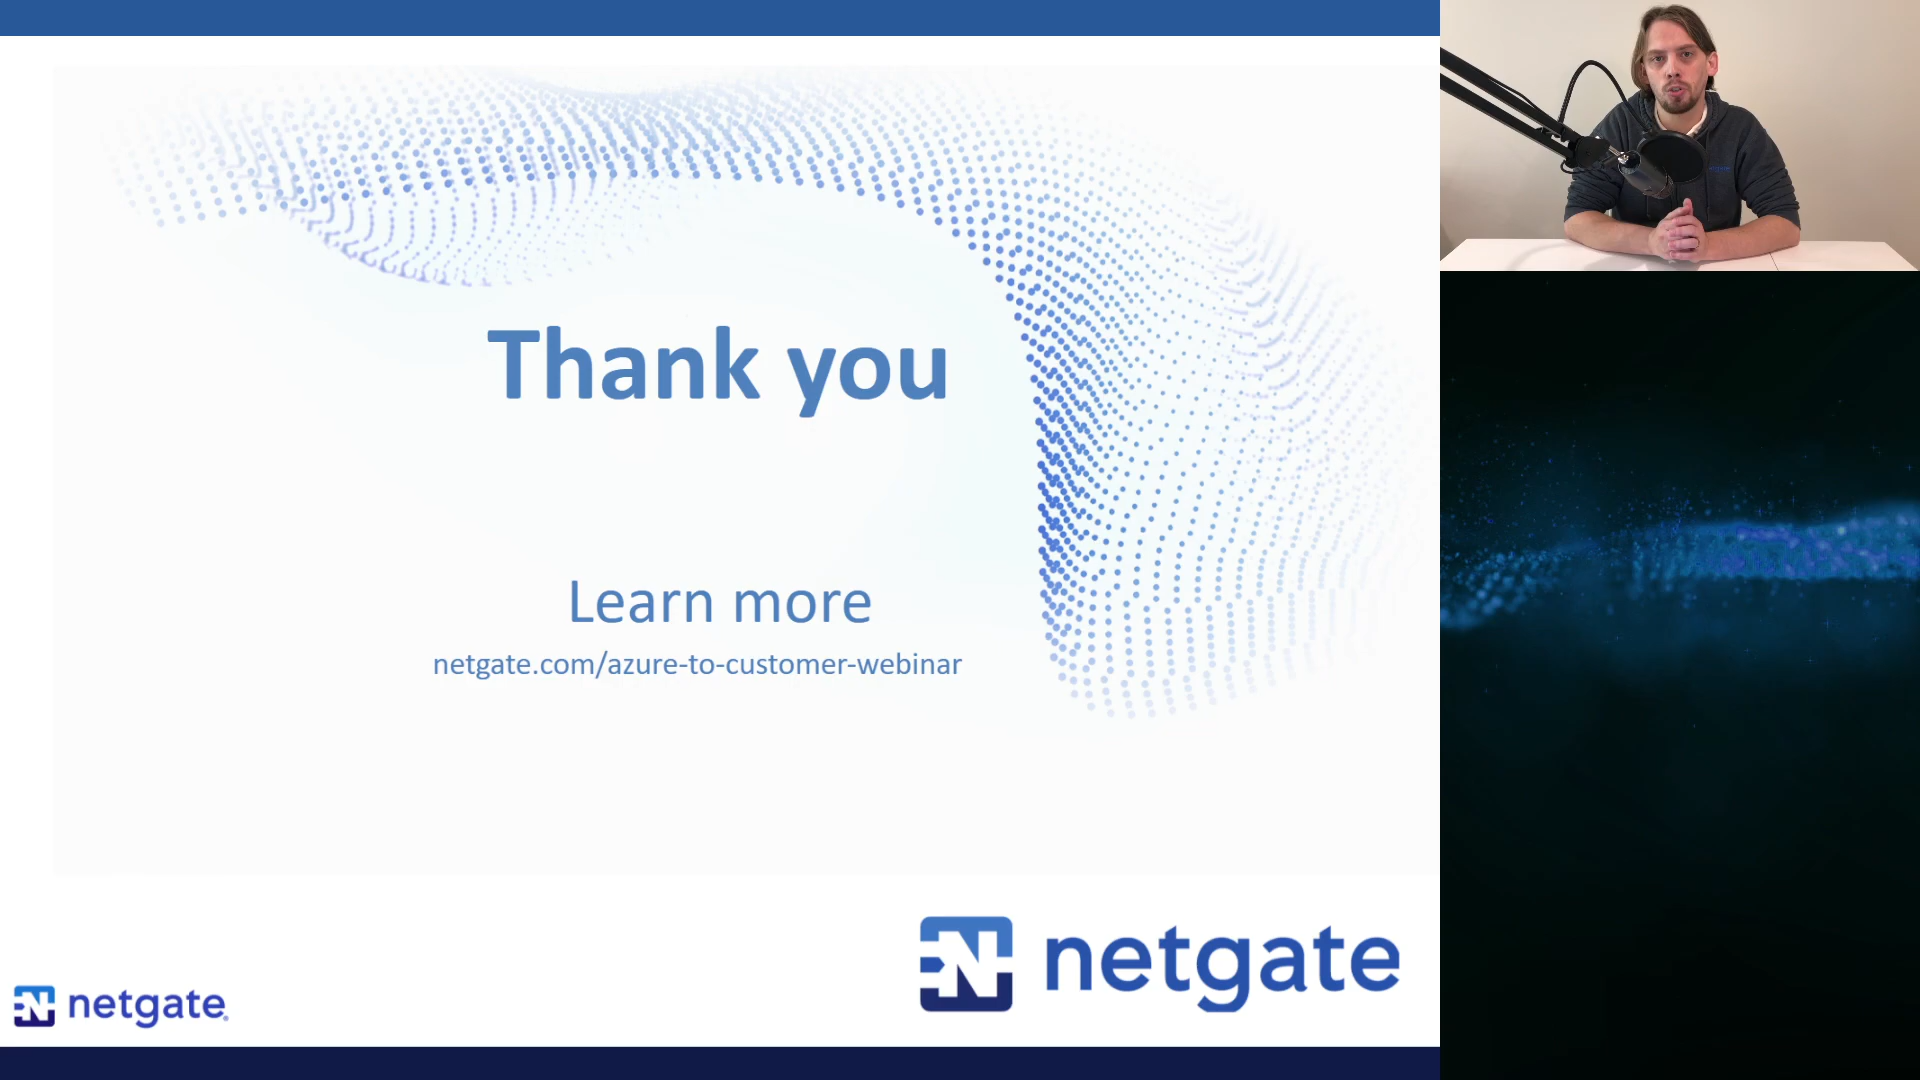 Thank you
Learn more
netgate.com/azure-to-customer-webinar
netgate
netgate